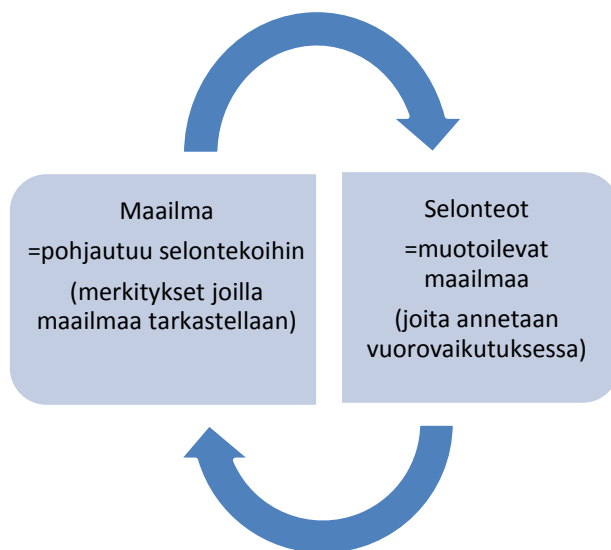 Maailma
=pohjautuu selontekoihin
(merkitykset joilla
maailmaa tarkastellaan)
Selonteot
=muotoilevat
maailmaa
(joita annetaan
vuorovaikutuksessa)